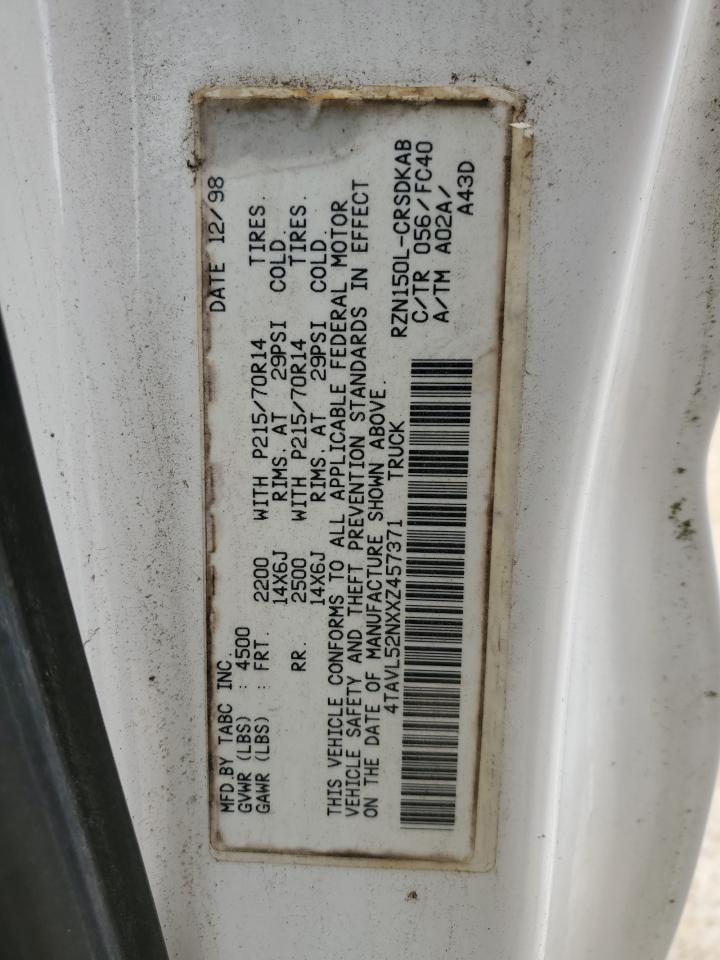 MFD.BY TABC INC. DATE 12/98
GVWR (LBS) : 4500
GAWR (LBS) : FRT. 2200 WITH P215/70R14 TIRES.
14X6J RIMS. AT 29PSI COLD.
RR. 2500 WITH P215/70R14 TIRES.
14X6J RIMS. AT 29PSI COLD.
THIS VEHICLE CONFORMS TO ALL APPLICABLE FEDERAL MOTOR
VEHICLE SAFETY AND THEFT PREVENTION STANDARDS IN EFFECT
ON THE DATE OF MANUFACTURE SHOWN ABOVE.
4TAVL52NXXZ457371 TRUCK
RZN150L-CRSDKAB
C/TR 056/FC40
A/TM A02A/
A43D